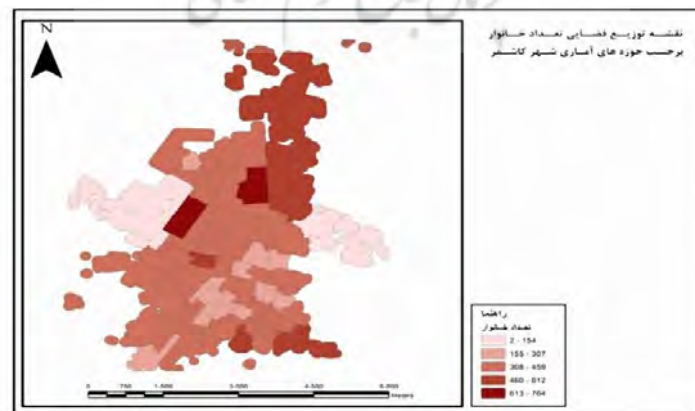 نقشه توزیع فضایی تعداد خانوار
برحسب حوزه های آماری شهر کاشمر
N
راهنما
تعداد خانوار
2 - 154
155 - 307
308 - 459
460 - 612
613 - 764
0 750 1,500 3,000 4,500 6,000
Meters